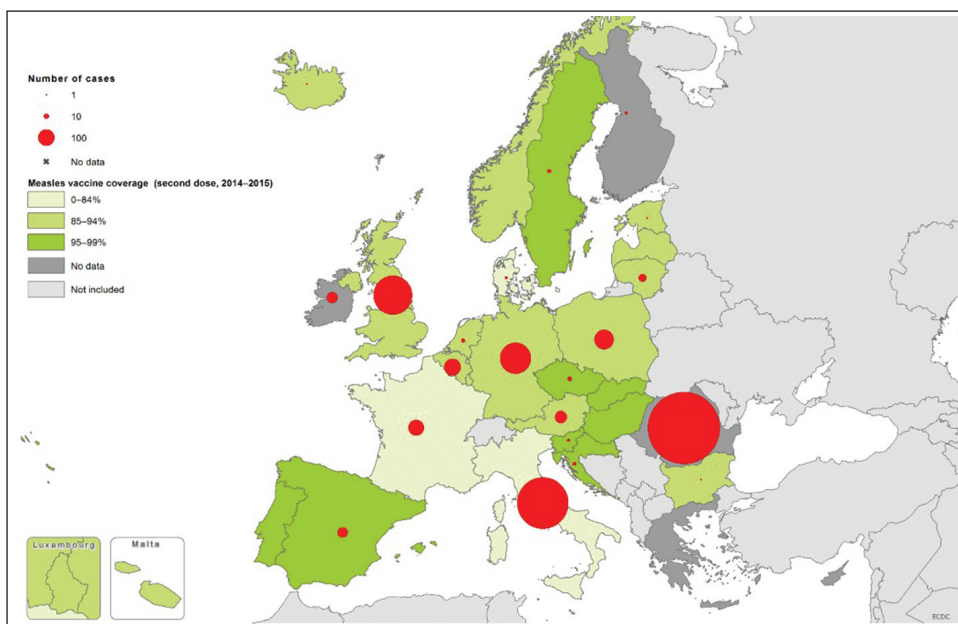 Number of cases
1
10
100
No data
Measles vaccine coverage (second dose, 2014–2015)
0–84%
85–94%
95–99%
No data
Not included
Luxembourg
Malta
ECDC